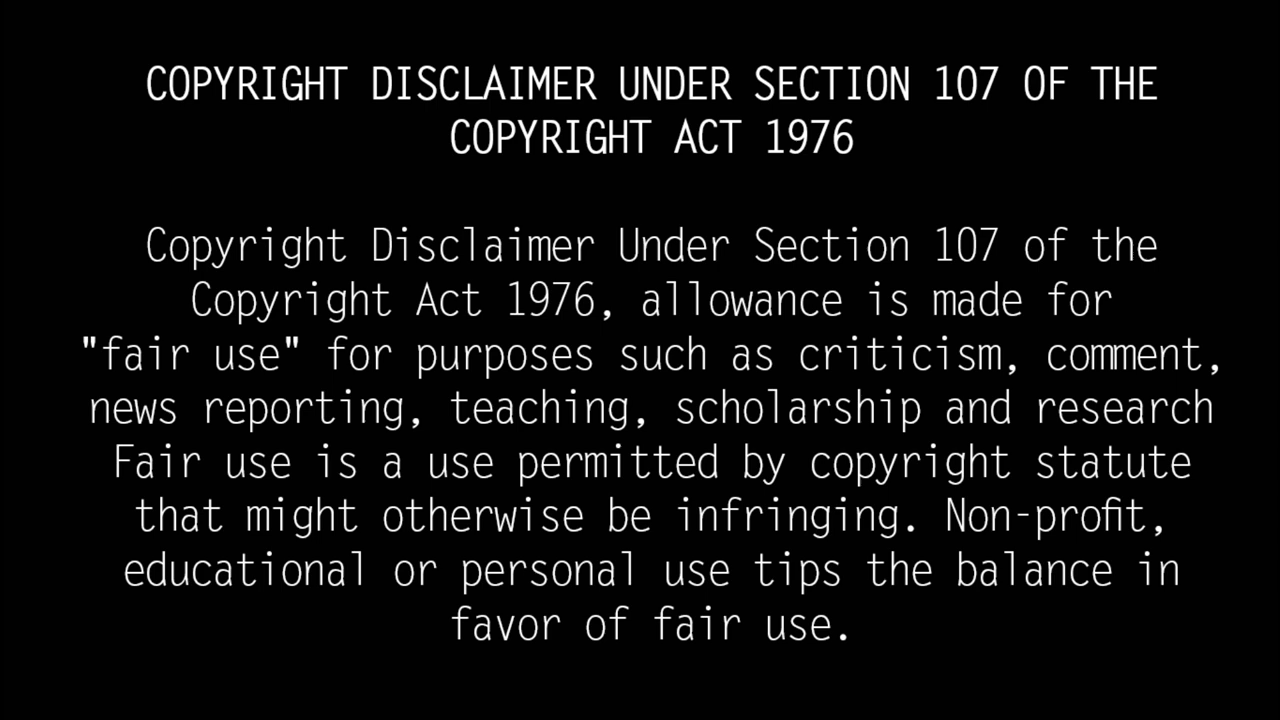 COPYRIGHT DISCLAIMER UNDER SECTION 107 OF THE
COPYRIGHT ACT 1976
Copyright Disclaimer Under Section 107 of the
Copyright Act 1976, allowance is made for
"fair use" for purposes such as criticism, comment,
news reporting, teaching, scholarship and research
Fair use is a use permitted by copyright statute
that might otherwise be infringing. Non-profit,
educational or personal use tips the balance in
favor of fair use.